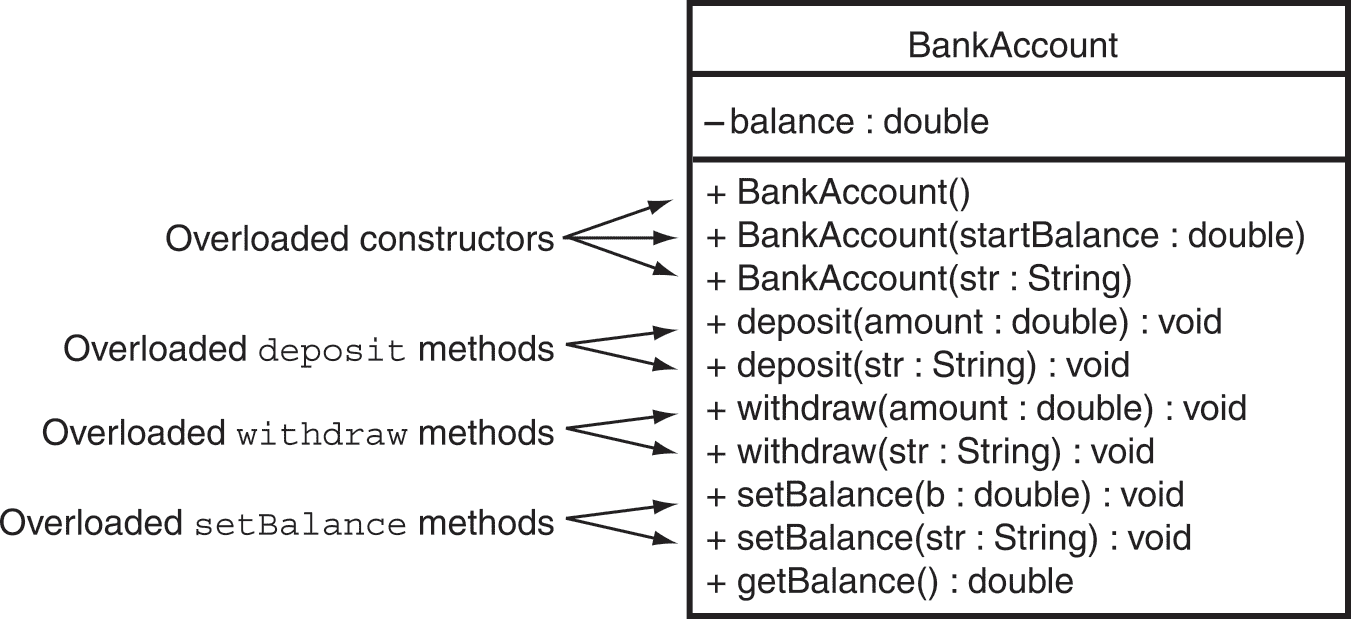 BankAccount
– balance : double
+ BankAccount()
+ BankAccount(startBalance : double)
+ BankAccount(str : String)
+ deposit(amount : double) : void
+ deposit(str : String) : void
+ withdraw(amount : double) : void
+ withdraw(str : String) : void
+ setBalance(b : double) : void
+ setBalance(str : String) : void
+ getBalance() : double
Overloaded constructors
Overloaded deposit methods
Overloaded withdraw methods
Overloaded setBalance methods